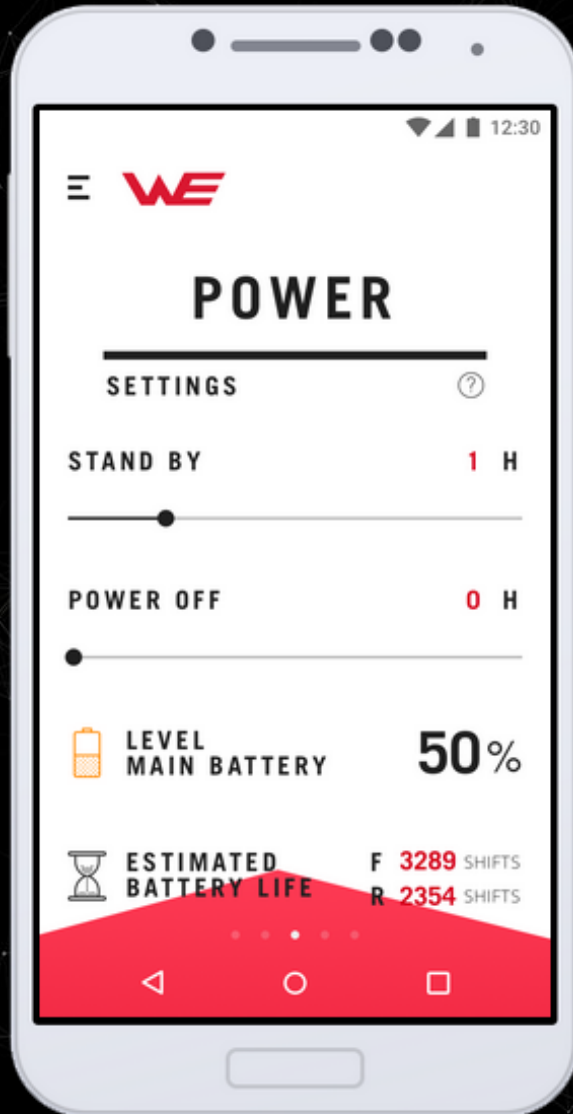 12:30
WE
POWER
SETTINGS ?
STAND BY 1 H
POWER OFF 0 H
LEVEL
MAIN BATTERY 50%
ESTIMATED F 3289 SHIFTS
BATTERY LIFE R 2354 SHIFTS